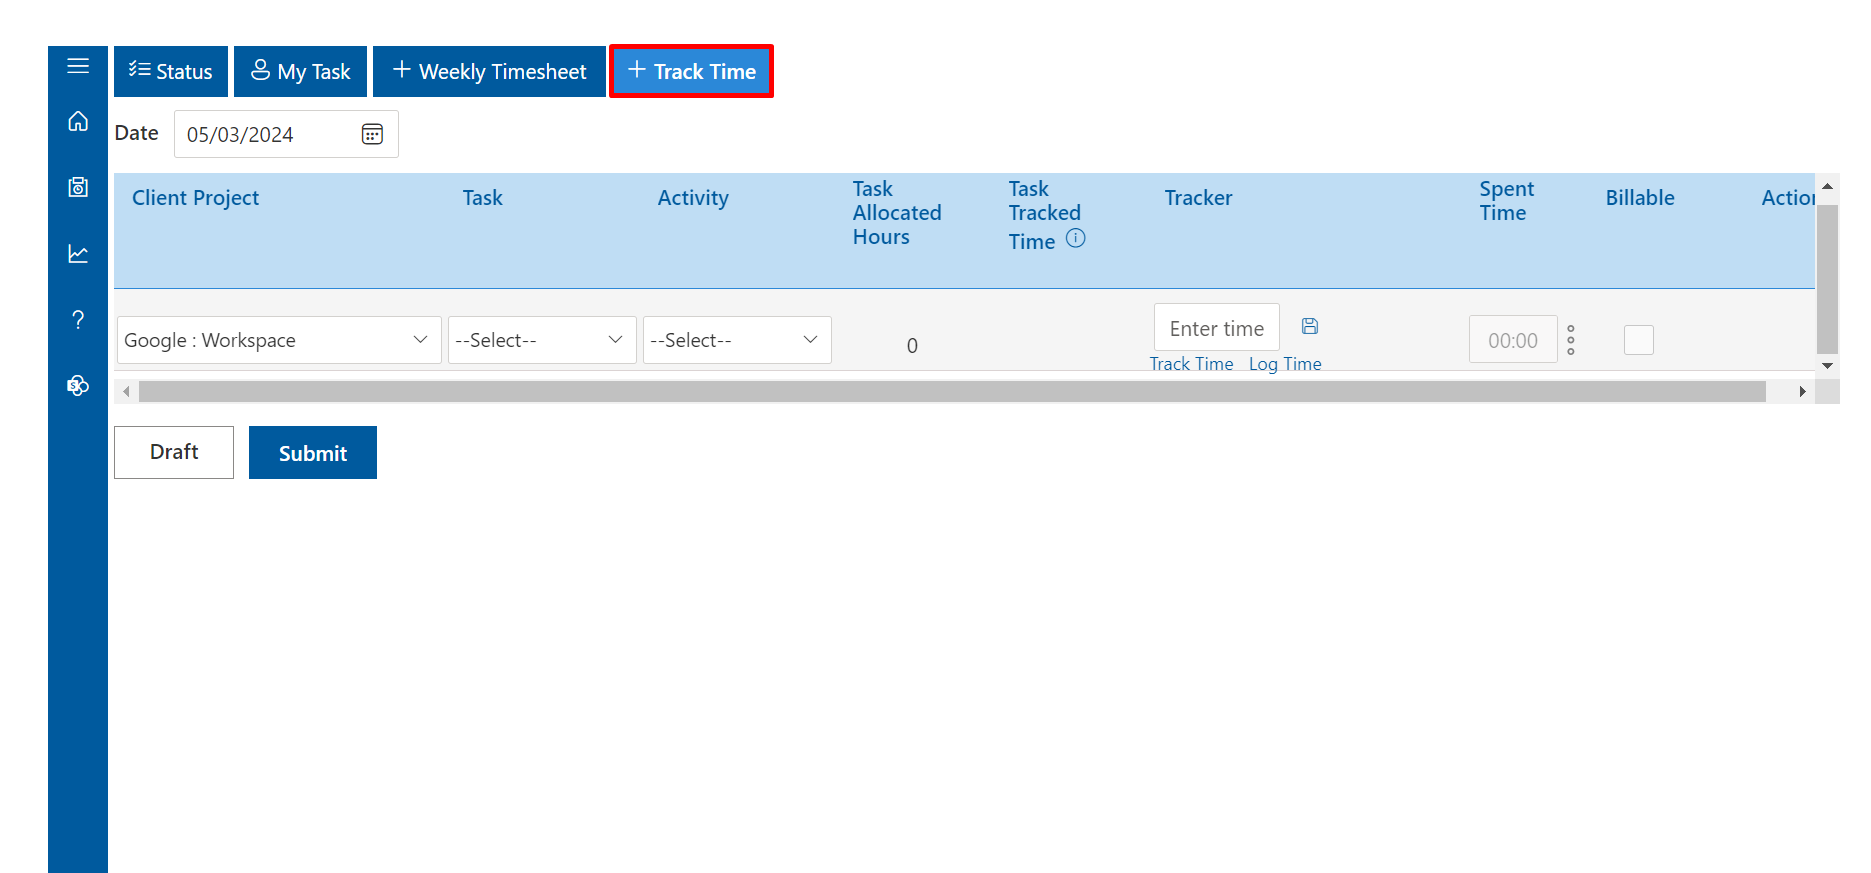 Status
My Task
+ Weekly Timesheet
+ Track Time
Date 05/03/2024
Client Project
Task
Activity
Task
Allocated
Hours
Task
Tracked
Time
Tracker
Spent
Time
Billable
Action
Google : Workspace
--Select--
--Select--
0
Enter time
Track Time Log Time
00:00
Draft
Submit